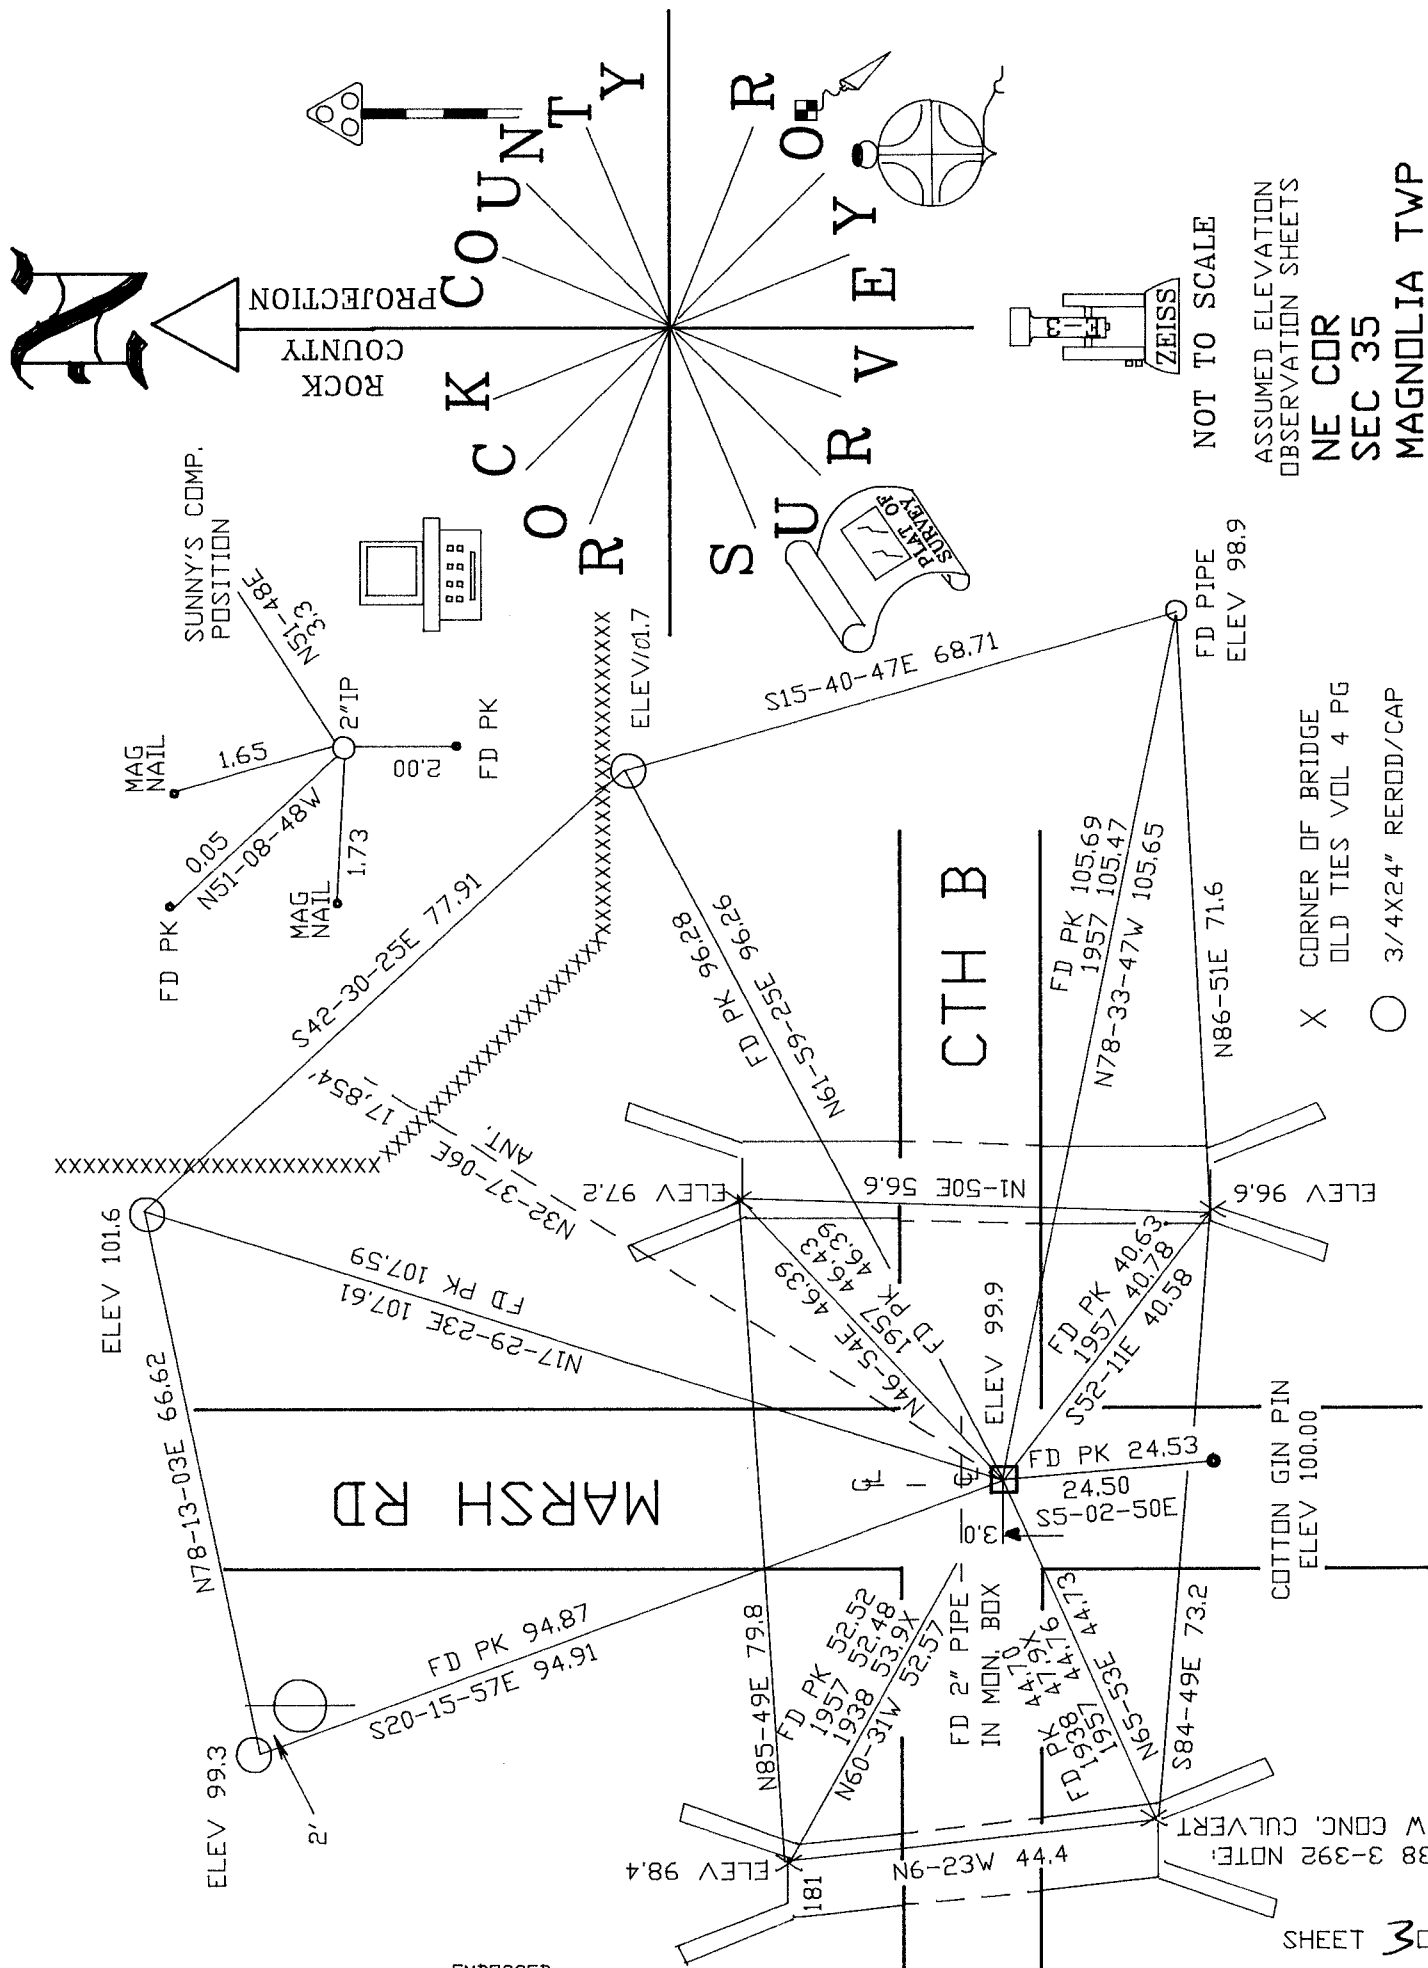 N
ROCK
COUNTY
PROJECTION
ROCK COUNTY
SURVEYOR
PLAT OF
SURVEY
ZEISS
E-3
NOT TO SCALE
ASSUMED ELEVATION
OBSERVATION SHEETS
NE COR
SEC 35
MAGNOLIA TWP
SUNNY'S COMP.
POSITION
N51-48E
3.3
MAG
NAIL
1.65
2"IP
2.00
FD PK
FD PK
0.05
N51-08-48W
MAG
NAIL
1.73
ELEV 101.7
S15-40-47E 68.71
FD PIPE
ELEV 98.9
S42-30-25E 77.91
17,854'
N32-37-06E
ANT.
ELEV 101.6
N78-13-03E 66.62
ELEV 99.3
2'
FD PK 107.59
N17-29-23E 107.61
FD PK 94.87
S20-15-57E 94.91
MARSH RD
CTH B
FD PK 96.28
N61-59-25E 96.26
FD PK 105.69
1957 105.47
N78-33-47W 105.65
N86-51E 71.6
ELEV 97.2
N1-50E 56.6
ELEV 96.6
FD PK 46.39
1957 46.43
N46-54E 46.39
ELEV 99.9
FD PK 40.63
1957 40.78
S52-11E 40.58
FD PK 24.53
24.50
S5-02-50E
3.0
COTTON GIN PIN
ELEV 100.00
N85-49E 79.8
FD PK 52.52
1957 52.48
1938 53.9X
N60-31W 52.57
FD 2" PIPE
IN MON. BOX
FD PK 44.70
1938 47.9X
1957 44.76
N65-53E 44.73
S84-49E 73.2
ELEV 98.4
181
N6-23W 44.4
38 3-392 NOTE:
W CONC. CULVERT
X CORNER OF BRIDGE
OLD TIES VOL 4 PG
3/4X24" REROD/CAP
SHEET 3